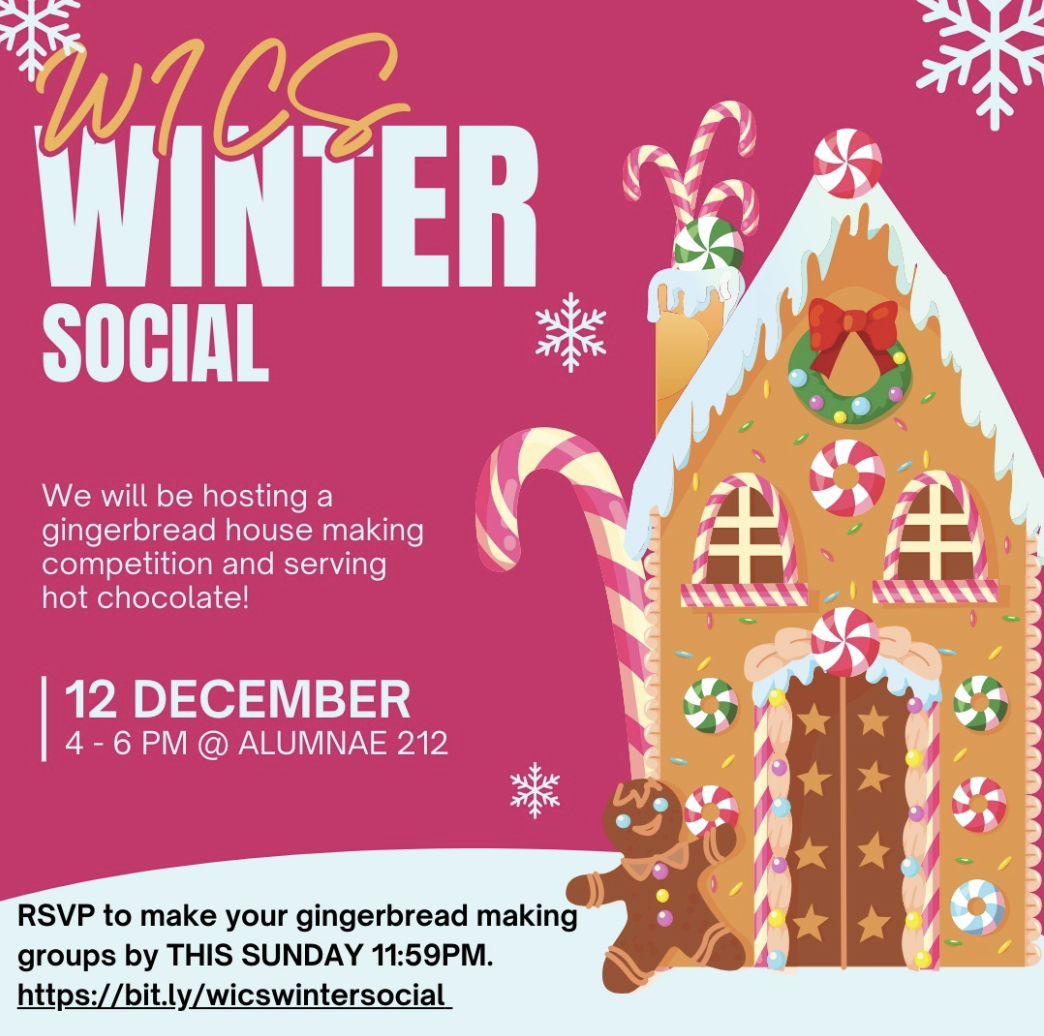 WICS
WINTER
SOCIAL
We will be hosting a
gingerbread house making
competition and serving
hot chocolate!
12 DECEMBER
4 - 6 PM @ ALUMNAE 212
RSVP to make your gingerbread making
groups by THIS SUNDAY 11:59PM.
https://bit.ly/wicswintersocial